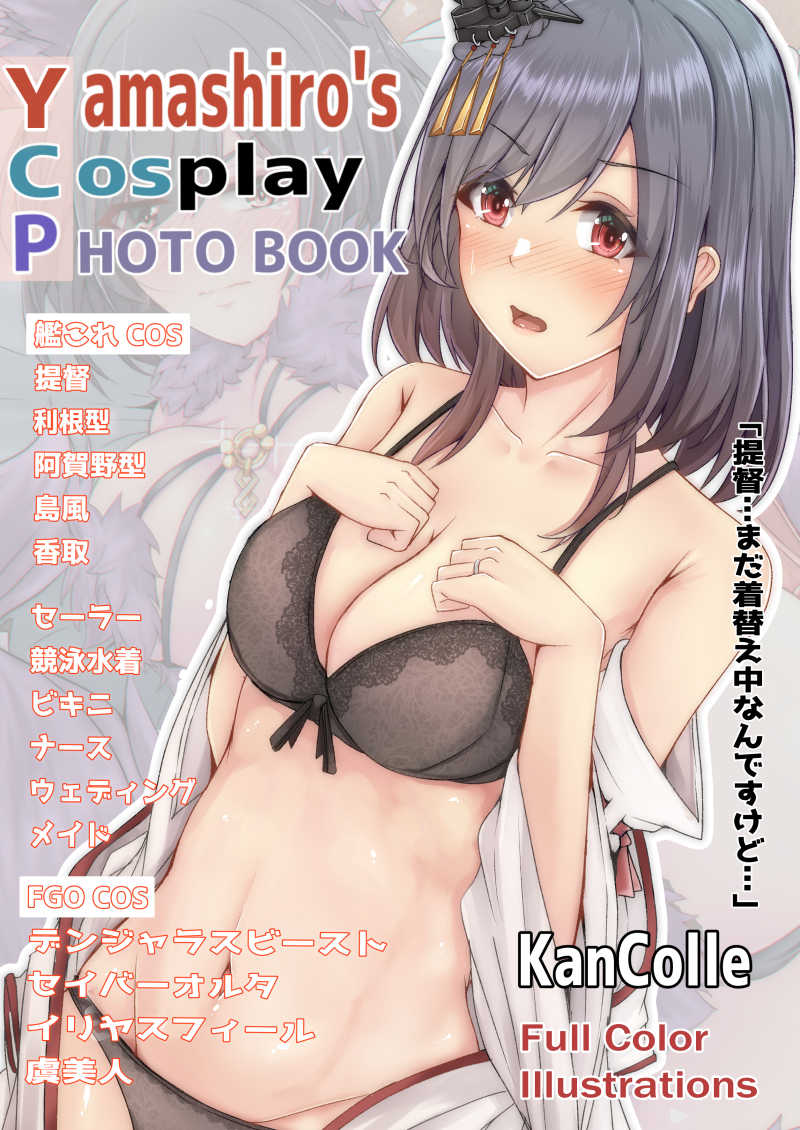 Yamashiro's
Cosplay
PHOTO BOOK
艦これ COS
提督
利根型
阿賀野型
島風
香取
セーラー
競泳水着
ビキニ
ナース
ウェディング
メイド
FGO COS
デンジャラスビースト
セイバーオルタ
イリヤスフィール
虞美人
「提督…まだ着替え中なんですけど…」
KanColle
Full Color
Illustrations